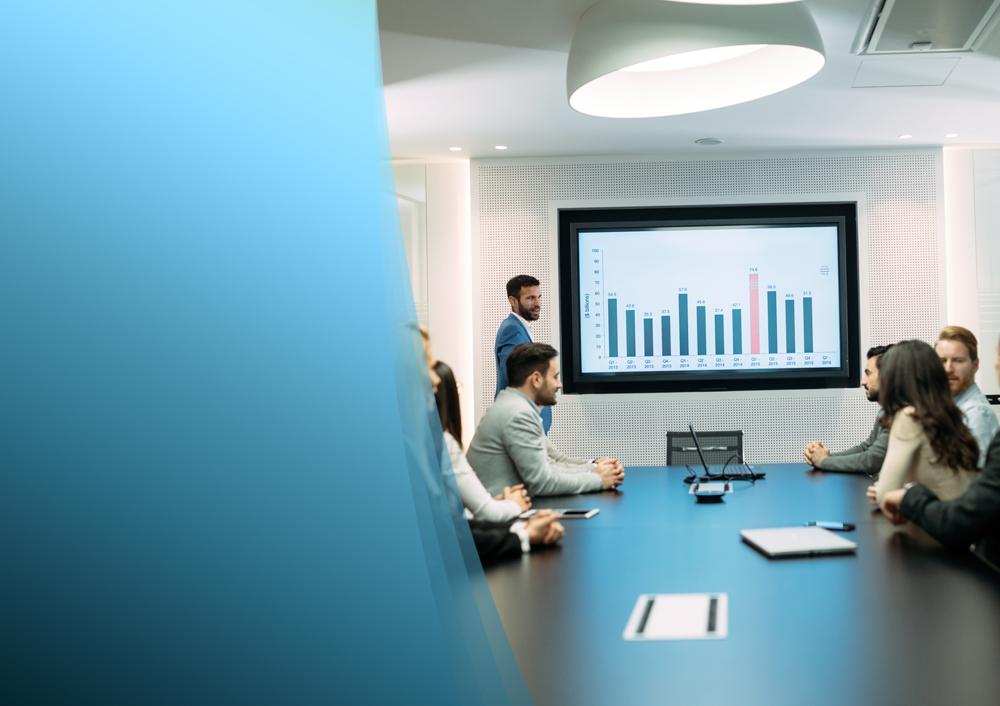 100
90
80
70
60
50
40
30
20
10
0
($ billions)
54.5
43.6
35.3
37.5
57.6
45.6
37.4
42.1
74.6
58.0
49.6
51.5
77.6
Q1 - 2013
Q2 - 2013
Q3 - 2013
Q4 - 2013
Q1 - 2014
Q2 - 2014
Q3 - 2014
Q4 - 2014
Q1 - 2015
Q2 - 2015
Q3 - 2015
Q4 - 2015
Q1 - 2016